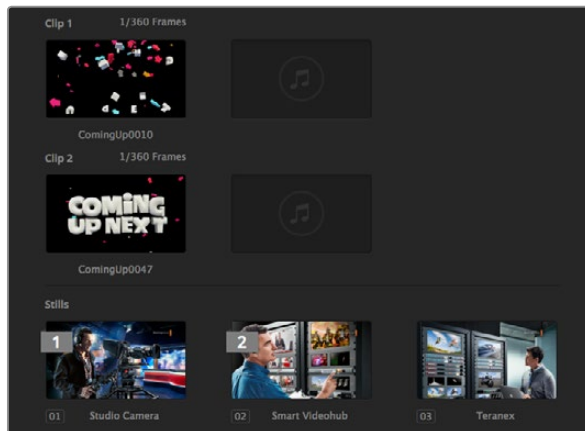 Clip 1 1/360 Frames
ComingUp0010
Clip 2 1/360 Frames
COMiNG
UP NEXT
ComingUp0047
Stills
1 2
01 Studio Camera 02 Smart Videohub 03 Teranex